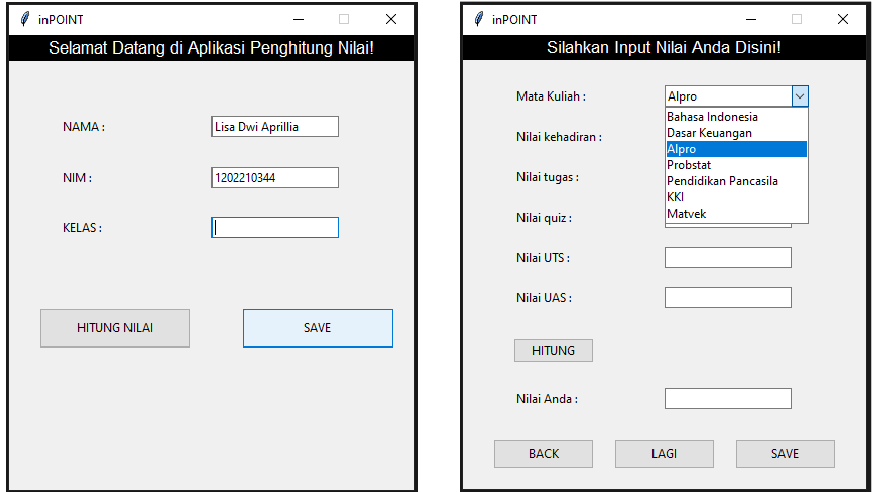 inPOINT
Selamat Datang di Aplikasi Penghitung Nilai!
NAMA :
Lisa Dwi Aprillia
NIM :
1202210344
KELAS :
HITUNG NILAI
SAVE
inPOINT
Silahkan Input Nilai Anda Disini!
Mata Kuliah :
Alpro
Bahasa Indonesia
Dasar Keuangan
Alpro
Probstat
Pendidikan Pancasila
KKI
Matvek
Nilai kehadiran :
Nilai tugas :
Nilai quiz :
Nilai UTS :
Nilai UAS :
HITUNG
Nilai Anda :
BACK
LAGI
SAVE